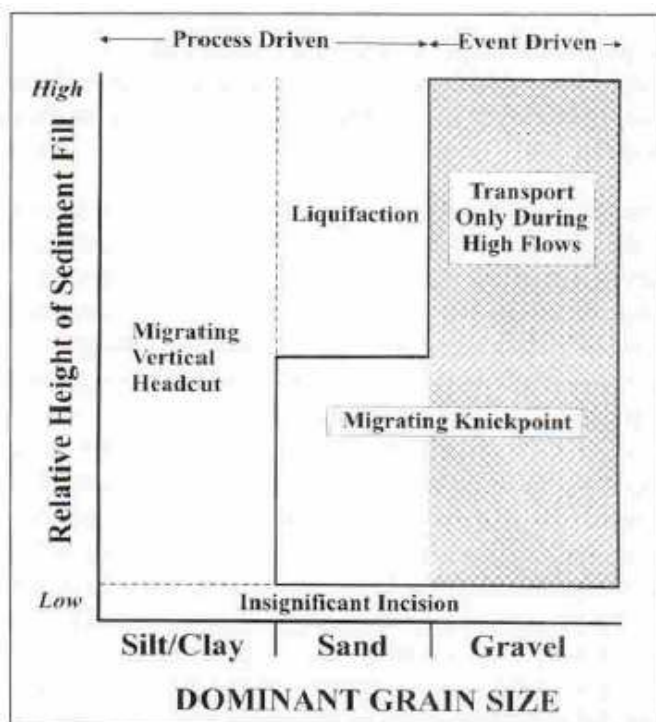 Process Driven
Event Driven
High
Relative Height of Sediment Fill
Low
Liquifaction
Transport
Only During
High Flows
Migrating
Vertical
Headcut
Migrating Knickpoint
Insignificant Incision
Silt/Clay
Sand
Gravel
DOMINANT GRAIN SIZE